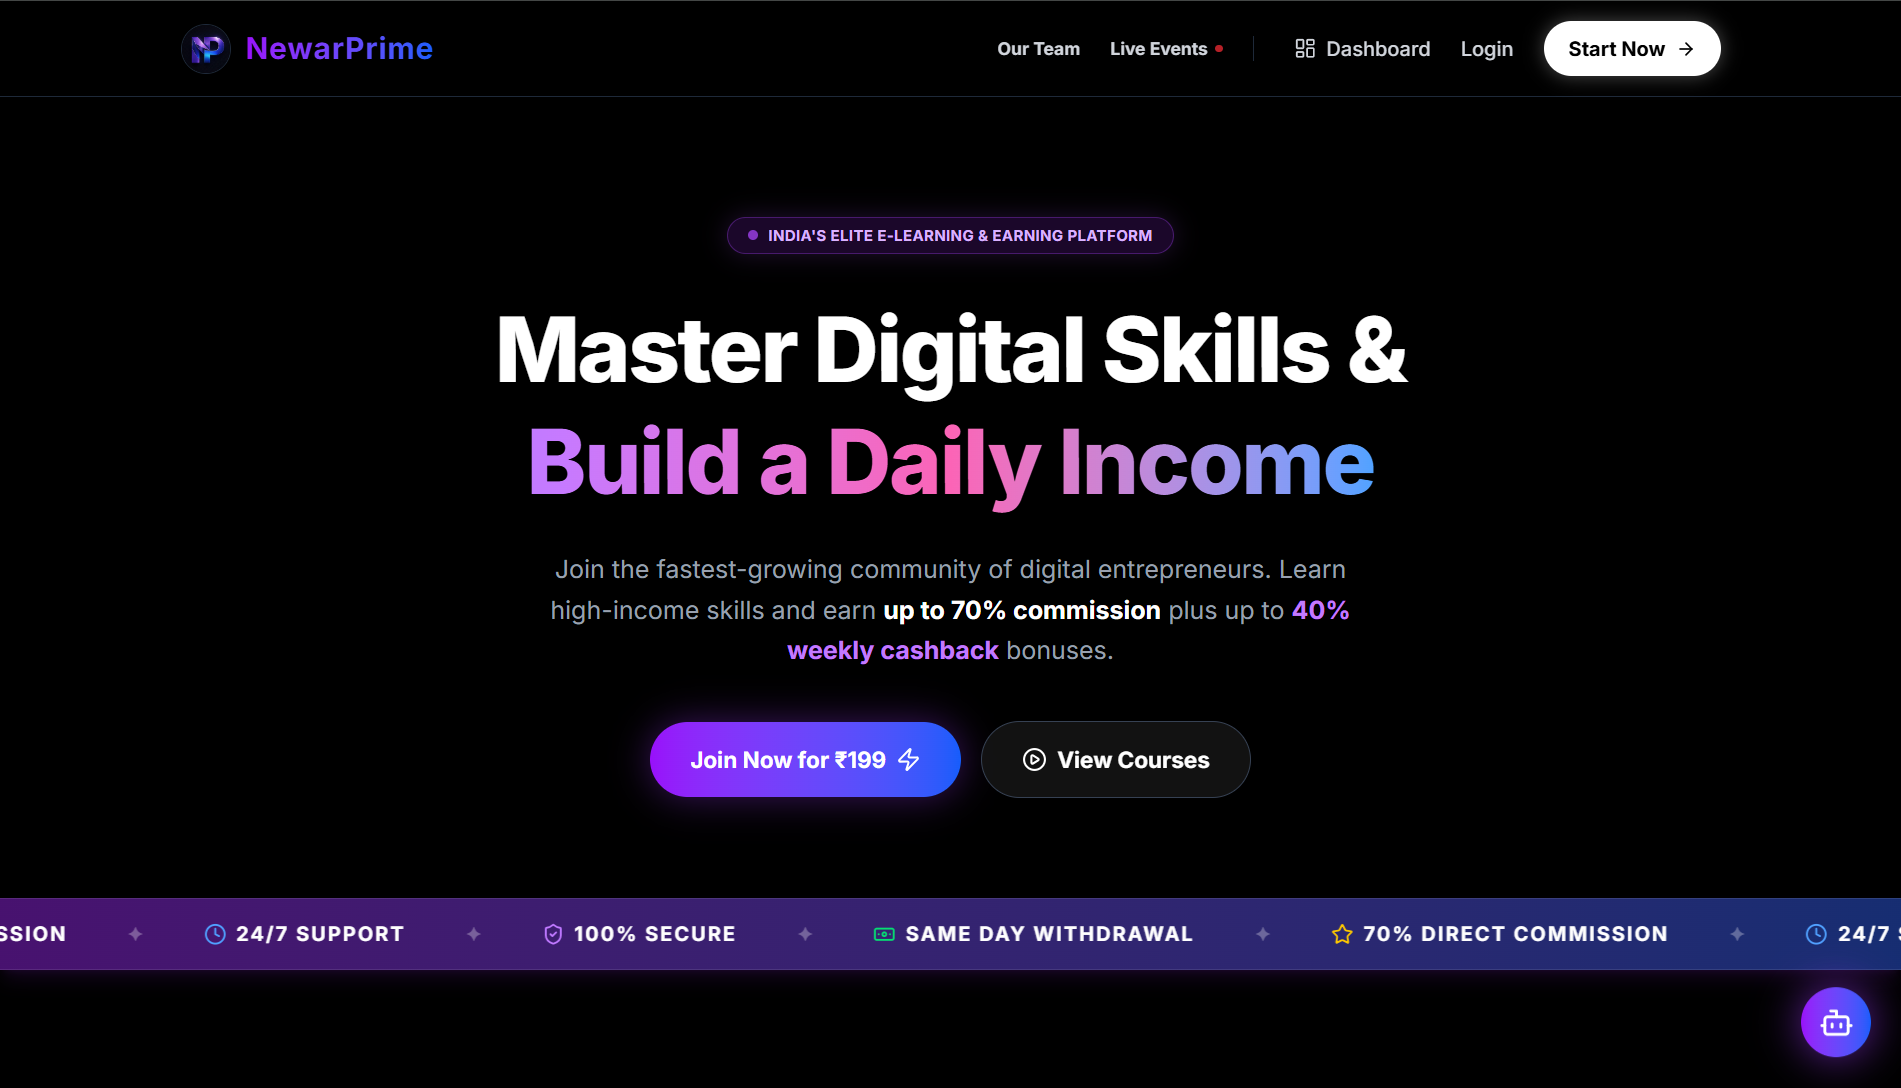 NP NewarPrime
Our Team Live Events Dashboard Login Start Now →
INDIA'S ELITE E-LEARNING & EARNING PLATFORM
Master Digital Skills &
Build a Daily Income
Join the fastest-growing community of digital entrepreneurs. Learn
high-income skills and earn up to 70% commission plus up to 40%
weekly cashback bonuses.
Join Now for ₹199 View Courses
SSION ✦ 24/7 SUPPORT ✦ 100% SECURE ✦ SAME DAY WITHDRAWAL ✦ 70% DIRECT COMMISSION ✦ 24/7